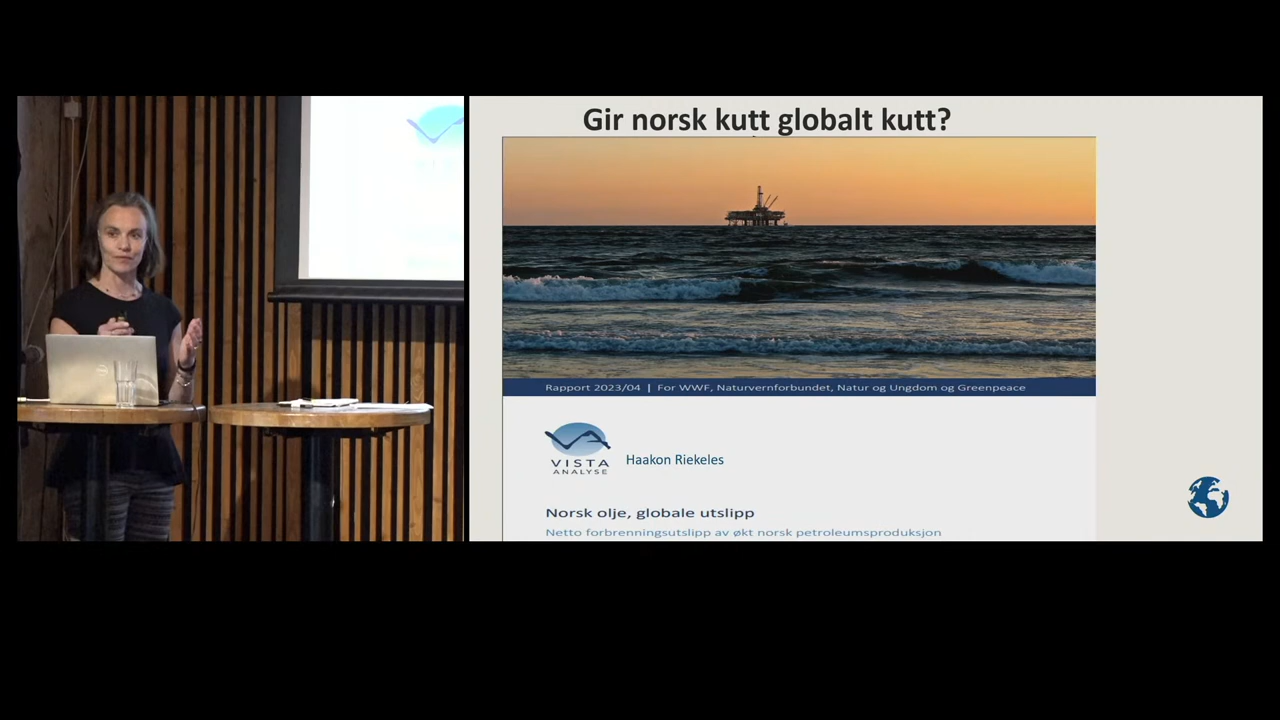 Gir norsk kutt globalt kutt?
Rapport 2023/04 | For WWF, Naturvernforbundet, Natur og Ungdom og Greenpeace
VISTA
ANALYSE
Haakon Riekeles
Norsk olje, globale utslipp
Netto forbrenningsutslipp av økt norsk petroleumsproduksjon